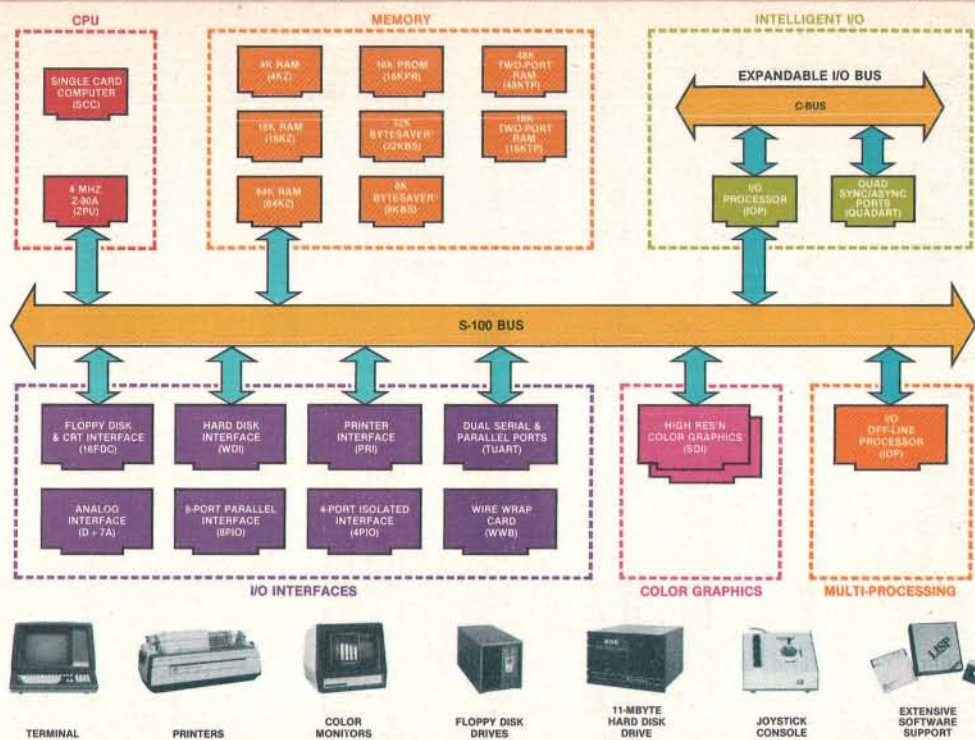 CPU
SINGLE CARD
COMPUTER
(SCC)
4 MHZ
Z-80A
(ZPU)
MEMORY
4K RAM
(4KZ)
16K PROM
(16KPR)
48K
TWO-PORT
RAM
(48KTP)
16K RAM
(16KZ)
32K
BYTESAVER
(32KBS)
16K
TWO-PORT
RAM
(16KTP)
64K RAM
(64KZ)
8K
BYTESAVER
(8KBS)
INTELLIGENT I/O
EXPANDABLE I/O BUS
C-BUS
I/O
PROCESSOR
(IOP)
QUAD
SYNC/ASYNC
PORTS
(QUADART)
S-100 BUS
FLOPPY DISK
& CRT INTERFACE
(16FDC)
HARD DISK
INTERFACE
(WDI)
PRINTER
INTERFACE
(PRI)
DUAL SERIAL &
PARALLEL PORTS
(TUART)
ANALOG
INTERFACE
(D+7A)
8-PORT PARALLEL
INTERFACE
(8PIO)
4-PORT ISOLATED
INTERFACE
(4PIO)
WIRE WRAP
CARD
(WWB)
I/O INTERFACES
HIGH RES'N
COLOR GRAPHICS
(SDI)
COLOR GRAPHICS
I/O
OFF-LINE
PROCESSOR
(IOP)
MULTI-PROCESSING
LISP
TERMINAL
PRINTERS
COLOR
MONITORS
FLOPPY DISK
DRIVES
11-MBYTE
HARD DISK
DRIVE
JOYSTICK
CONSOLE
EXTENSIVE
SOFTWARE
SUPPORT